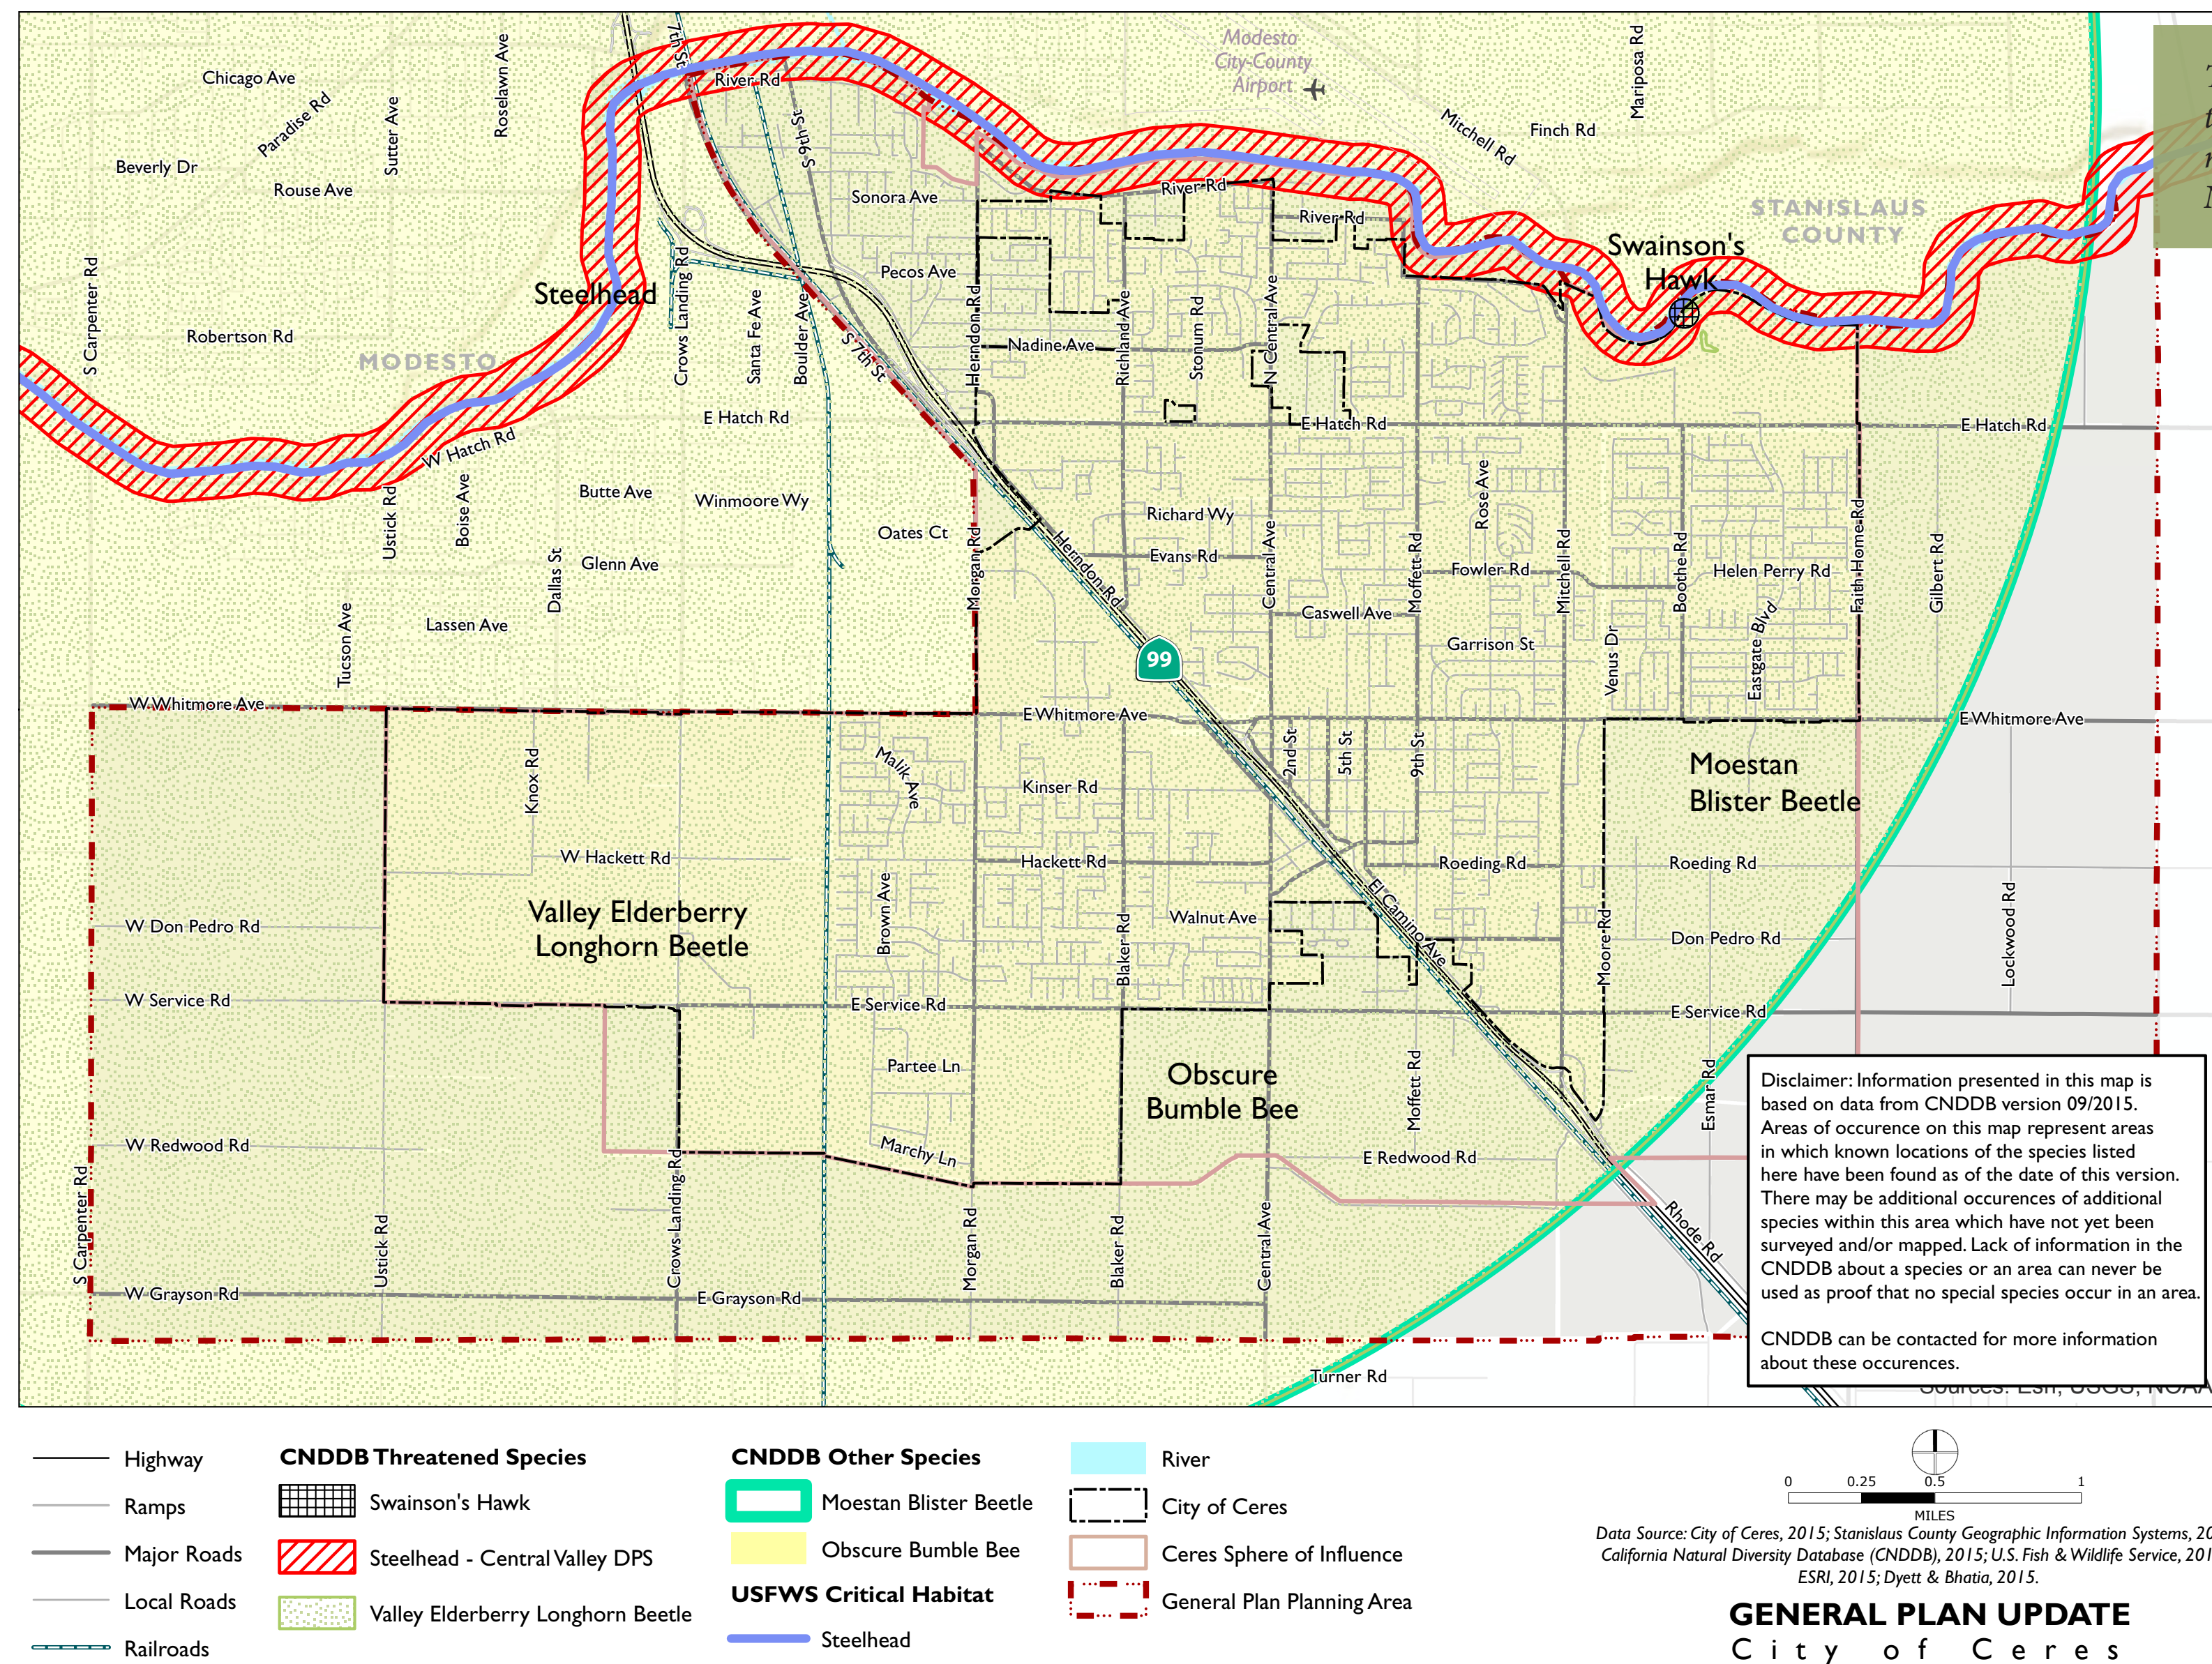 Chicago Ave
Paradise Rd
Sutter Ave
Roselawn Ave
Beverly Dr
Rouse Ave
7th St
River Rd
S 9th St
Modesto
City-County
Airport
Mitchell Rd
Finch Rd
Mariposa Rd
Sonora Ave
River Rd
River Rd
STANISLAUS
COUNTY
Swainson's
Hawk
Steelhead
Pecos Ave
S Carpenter Rd
Robertson Rd
MODESTO
Crows Landing Rd
Santa Fe Ave
Boulder Ave
S 7th St
Herndon Rd
Nadine Ave
Richland Ave
Stonum Rd
N Central Ave
E Hatch Rd
E Hatch Rd
E Hatch Rd
W Hatch Rd
Ustick Rd
Boise Ave
Butte Ave
Winmoore Wy
Oates Ct
Dallas St
Glenn Ave
Tucson Ave
Lassen Ave
Morgan Rd
Herndon Rd
Richard Wy
Evans Rd
Central Ave
Caswell Ave
Moffett Rd
Rose Ave
Fowler Rd
Garrison St
Mitchell Rd
Venus Dr
Boothe Rd
Helen Perry Rd
Eastgate Blvd
Faith Home Rd
Gilbert Rd
99
W Whitmore Ave
E Whitmore Ave
E Whitmore Ave
Knox Rd
Malik Ave
Kinser Rd
2nd St
5th St
9th St
Moestan
Blister Beetle
W Hackett Rd
Hackett Rd
Roeding Rd
Roeding Rd
Valley Elderberry
Longhorn Beetle
Brown Ave
Blaker Rd
Walnut Ave
El Camino Ave
Moore Rd
Don Pedro Rd
Lockwood Rd
W Don Pedro Rd
W Service Rd
E Service Rd
E Service Rd
Partee Ln
Obscure
Bumble Bee
Moffett Rd
Esmar Rd
W Redwood Rd
Marchy Ln
E Redwood Rd
S Carpenter Rd
Ustick Rd
Crows Landing Rd
Morgan Rd
Blaker Rd
Central Ave
Rhode Rd
W Grayson Rd
E Grayson Rd
Turner Rd
Disclaimer: Information presented in this map is
based on data from CNDDB version 09/2015.
Areas of occurence on this map represent areas
in which known locations of the species listed
here have been found as of the date of this version.
There may be additional occurences of additional
species within this area which have not yet been
surveyed and/or mapped. Lack of information in the
CNDDB about a species or an area can never be
used as proof that no special species occur in an area.
CNDDB can be contacted for more information
about these occurences.
Sources: Esri, USGS, NOAA
Highway
Ramps
Major Roads
Local Roads
Railroads
CNDDB Threatened Species
Swainson's Hawk
Steelhead - Central Valley DPS
Valley Elderberry Longhorn Beetle
CNDDB Other Species
Moestan Blister Beetle
Obscure Bumble Bee
USFWS Critical Habitat
Steelhead
River
City of Ceres
Ceres Sphere of Influence
General Plan Planning Area
0 0.25 0.5 1
MILES
Data Source: City of Ceres, 2015; Stanislaus County Geographic Information Systems,
California Natural Diversity Database (CNDDB), 2015; U.S. Fish & Wildlife Service,
ESRI, 2015; Dyett & Bhatia, 2015.
GENERAL PLAN UPDATE
City of Ceres